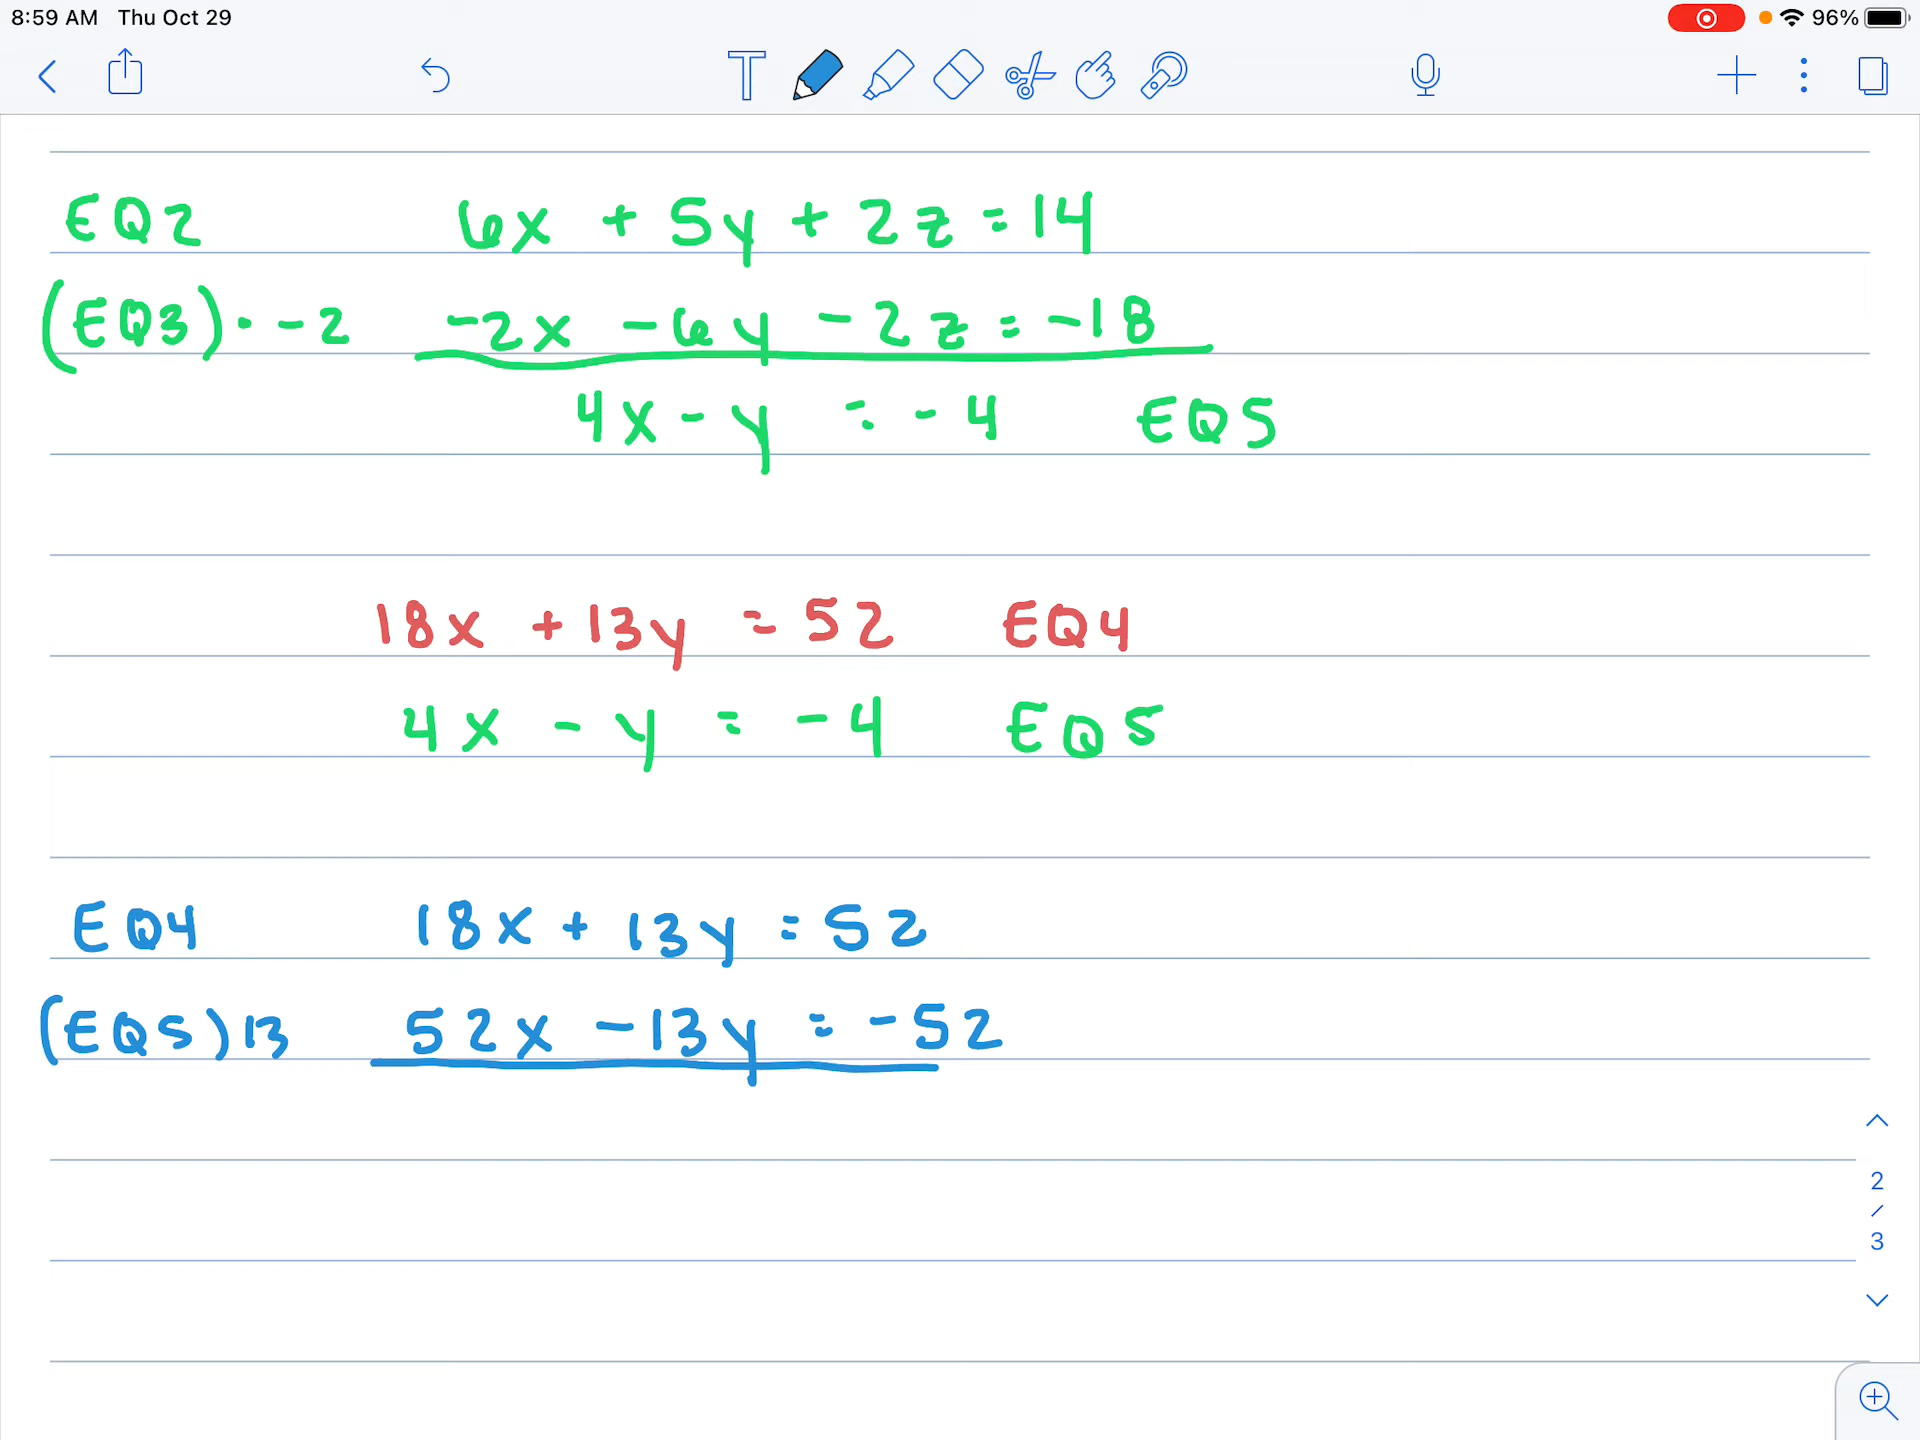 8:59 AM Thu Oct 29 96%
T
EQ2 6x + 5y + 2z = 14
(EQ3) · -2 -2x - 6y - 2z = -18
4x - y = -4 EQ5
18x + 13y = 52 EQ4
4x - y = -4 EQ5
EQ4 18x + 13y = 52
(EQ5)13 52x - 13y = -52
2
/
3